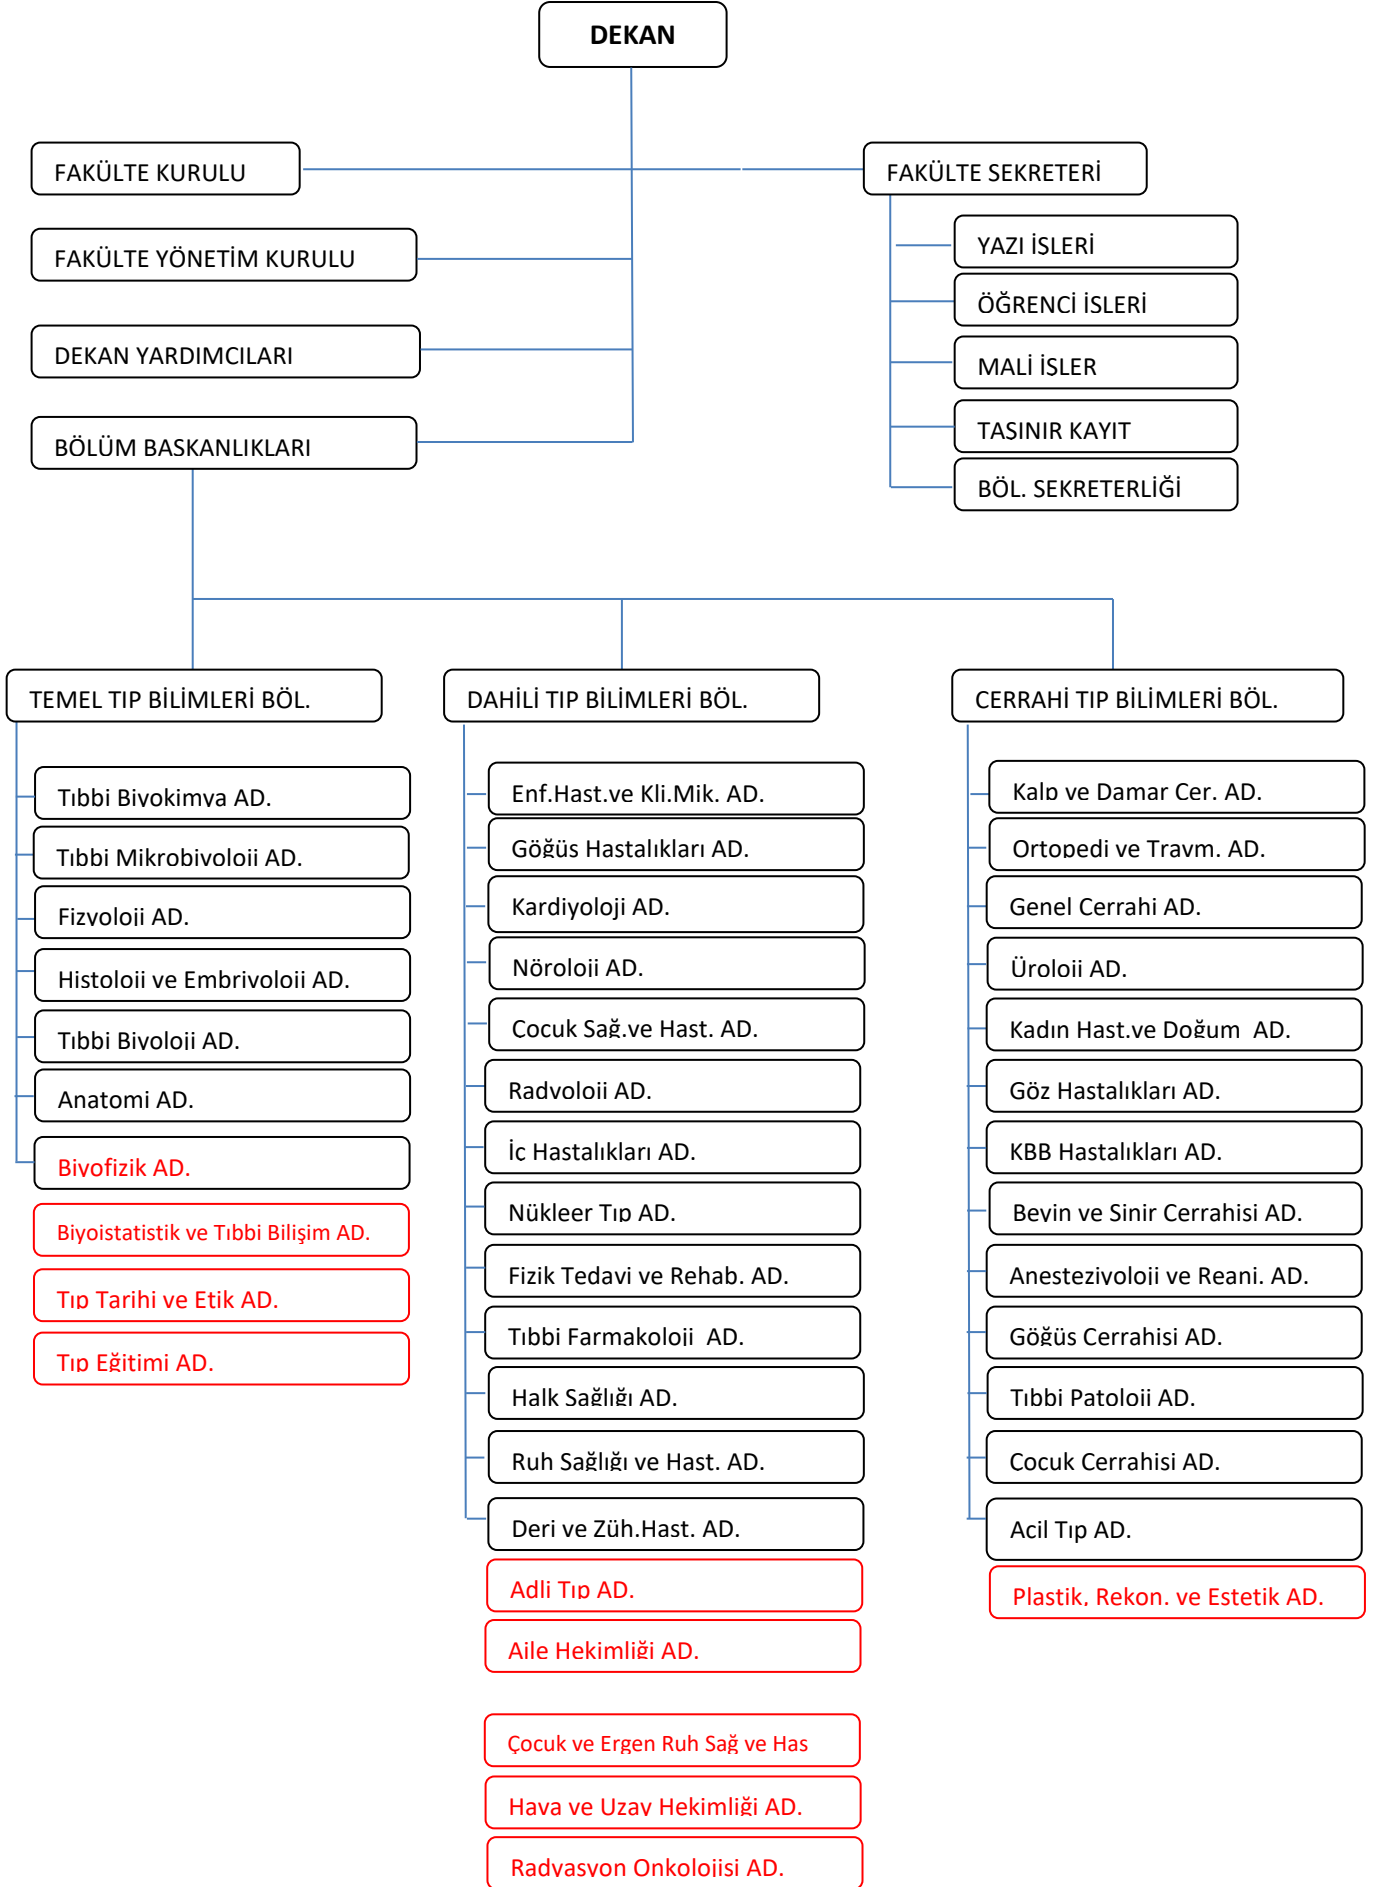 DEKAN
FAKÜLTE KURULU
FAKÜLTE SEKRETERİ
YAZI İŞLERİ
FAKÜLTE YÖNETİM KURULU
ÖĞRENCİ İŞLERİ
DEKAN YARDIMCILARI
MALİ İŞLER
TAŞINIR KAYIT
BÖLÜM BAŞKANLIKLARI
BÖL. SEKRETERLİĞİ
TEMEL TIP BİLİMLERİ BÖL.
Tıbbi Biyokimya AD.
Tıbbi Mikrobiyoloji AD.
Fizyoloji AD.
Histoloji ve Embriyoloji AD.
Tıbbi Biyoloji AD.
Anatomi AD.
Biyofizik AD.
Biyoistatistik ve Tıbbi Bilişim AD.
Tıp Tarihi ve Etik AD.
Tıp Eğitimi AD.
DAHİLİ TIP BİLİMLERİ BÖL.
Enf.Hast.ve Kli.Mik. AD.
Göğüs Hastalıkları AD.
Kardiyoloji AD.
Nöroloji AD.
Çocuk Sağ.ve Hast. AD.
Radyoloji AD.
İç Hastalıkları AD.
Nükleer Tıp AD.
Fizik Tedavi ve Rehab. AD.
Tıbbi Farmakoloji  AD.
Halk Sağlığı AD.
Ruh Sağlığı ve Hast. AD.
Deri ve Züh.Hast. AD.
Adli Tıp AD.
Aile Hekimliği AD.
Çocuk ve Ergen Ruh Sağ ve Has
Hava ve Uzay Hekimliği AD.
Radyasyon Onkolojisi AD.
CERRAHİ TIP BİLİMLERİ BÖL.
Kalp ve Damar Cer. AD.
Ortopedi ve Travm. AD.
Genel Cerrahi AD.
Üroloji AD.
Kadın Hast.ve Doğum  AD.
Göz Hastalıkları AD.
KBB Hastalıkları AD.
Beyin ve Sinir Cerrahisi AD.
Anesteziyoloji ve Reani. AD.
Göğüs Cerrahisi AD.
Tıbbi Patoloji AD.
Çocuk Cerrahisi AD.
Acil Tıp AD.
Plastik, Rekon. ve Estetik AD.